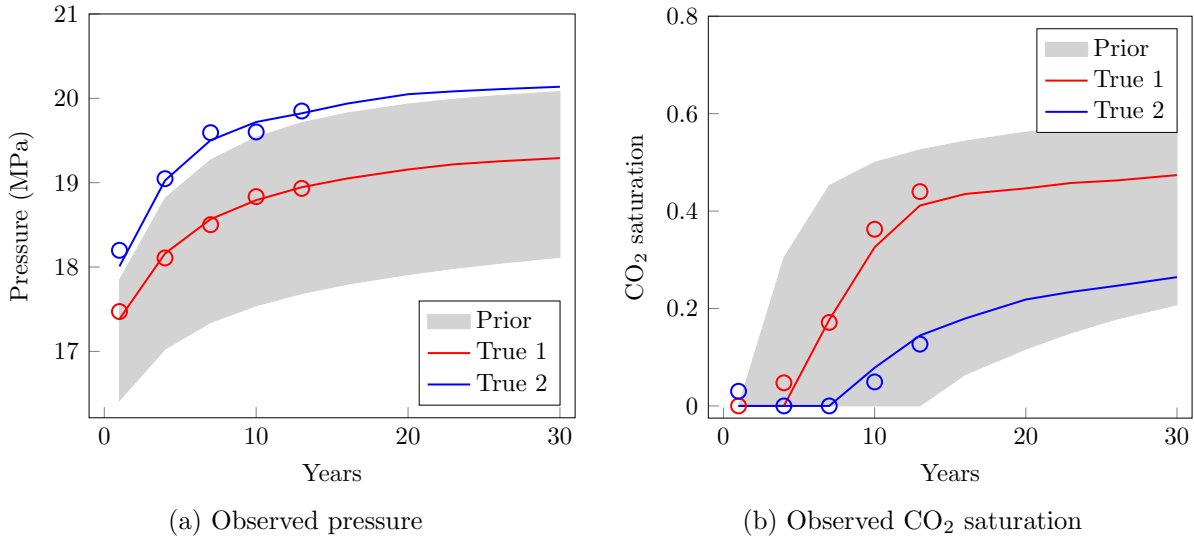 21
20
19
18
17
0
10
20
30
Pressure (MPa)
Years
Prior
True 1
True 2
(a) Observed pressure
0.8
0.6
0.4
0.2
0
0
10
20
30
CO₂ saturation
Years
Prior
True 1
True 2
(b) Observed CO₂ saturation